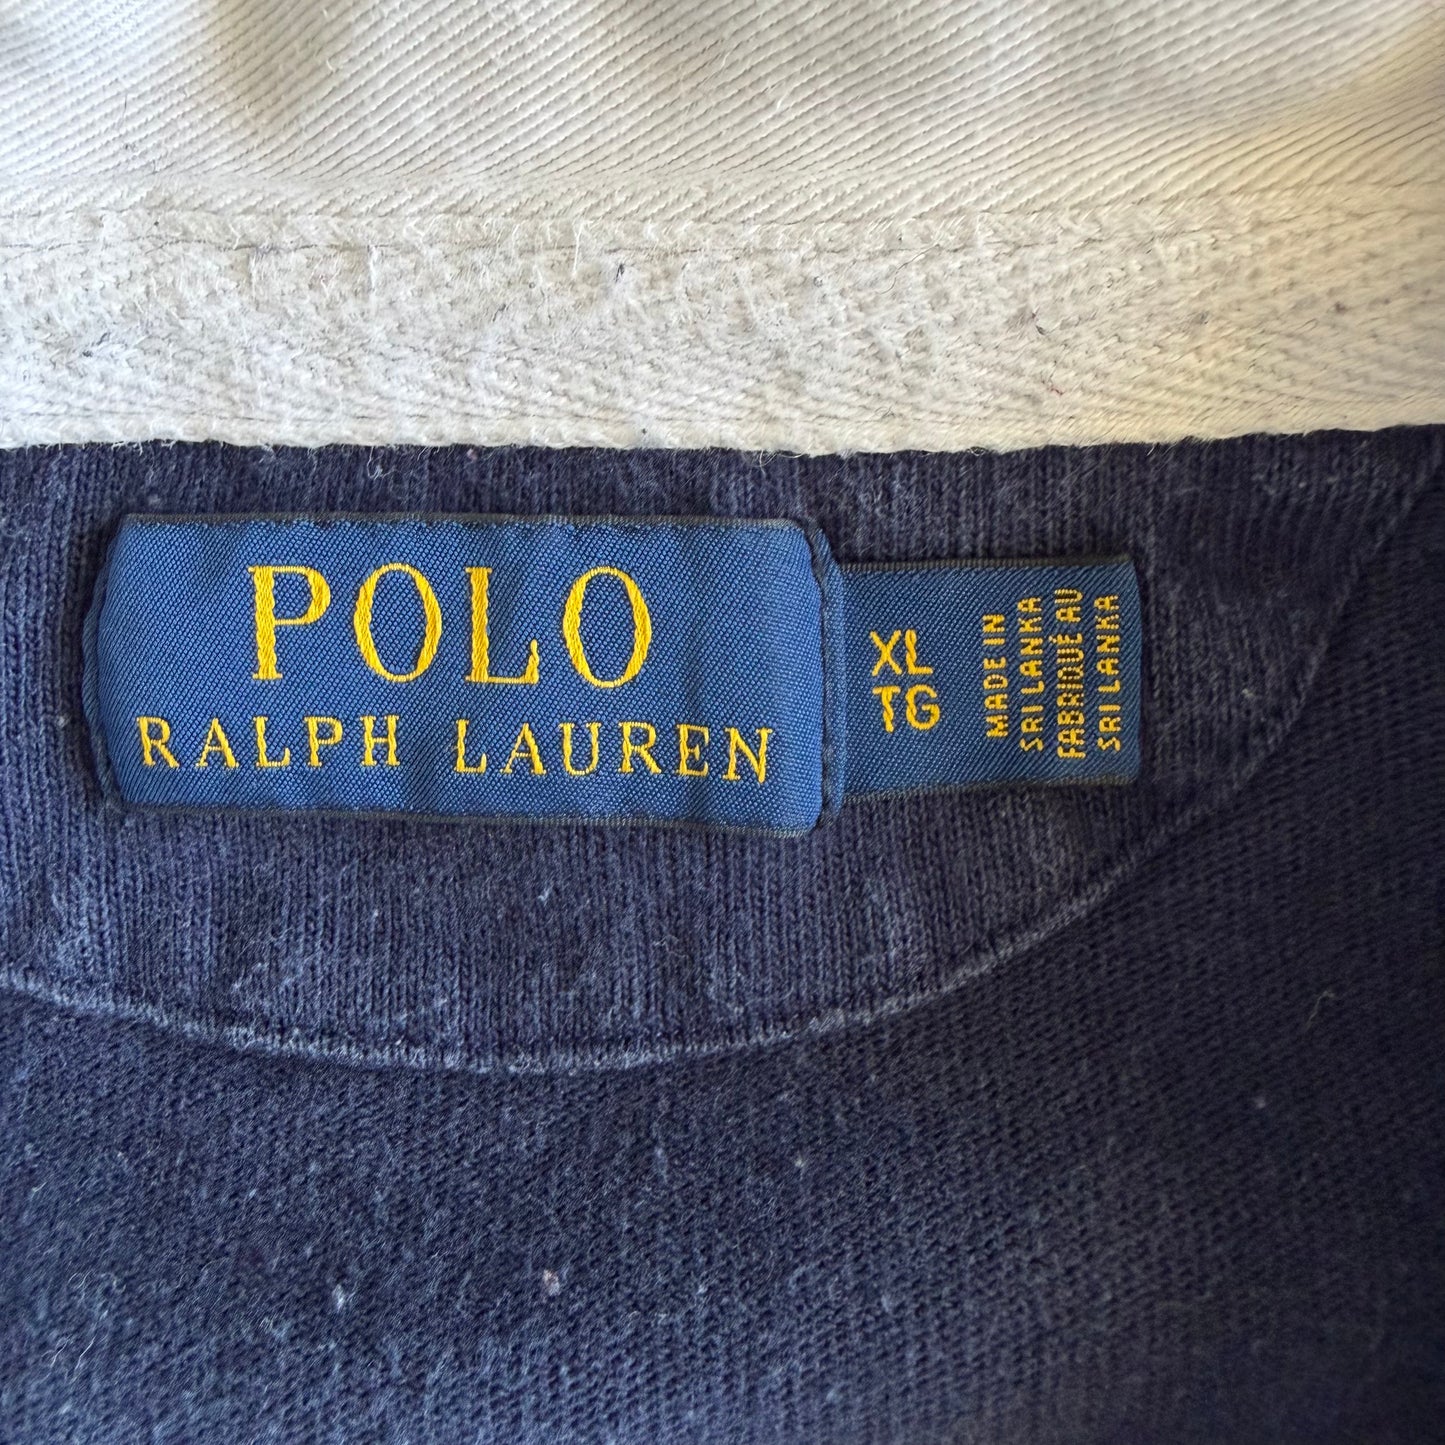 POLO
RALPH LAUREN
XL
TG
MADE IN
SRI LANKA
FABRIQUÉ AU
SRI LANKA